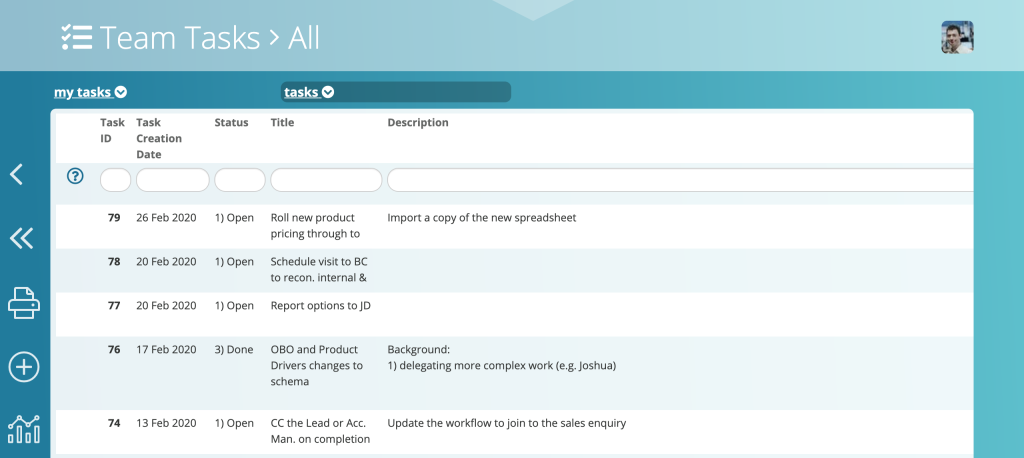 Team Tasks > All
my tasks
tasks
Task ID
Task Creation Date
Status
Title
Description
?
79 26 Feb 2020 1) Open Roll new product pricing through to Import a copy of the new spreadsheet
78 20 Feb 2020 1) Open Schedule visit to BC to recon. internal &
77 20 Feb 2020 1) Open Report options to JD
76 17 Feb 2020 3) Done OBO and Product Drivers changes to schema Background:
1) delegating more complex work (e.g. Joshua)
74 13 Feb 2020 1) Open CC the Lead or Acc. Man. on completion Update the workflow to join to the sales enquiry